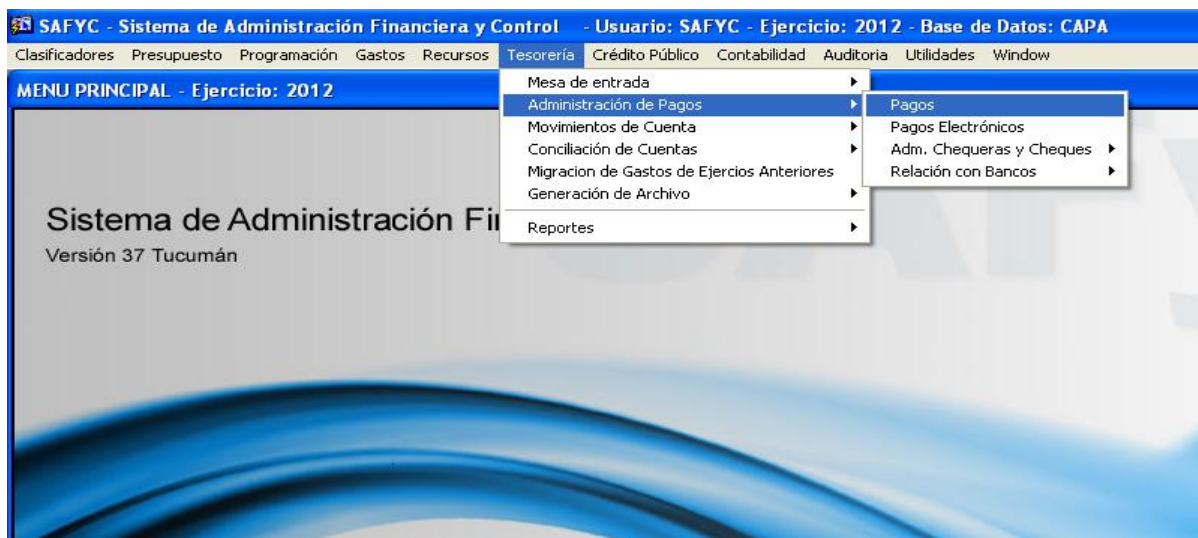 SAFYC - Sistema de Administración Financiera y Control - Usuario: SAFYC - Ejercicio: 2012 - Base de Datos: CAPA
Clasificadores Presupuesto Programación Gastos Recursos Tesorería Crédito Público Contabilidad Auditoria Utilidades Window
MENU PRINCIPAL - Ejercicio: 2012
Mesa de entrada
Administración de Pagos
Movimientos de Cuenta
Conciliación de Cuentas
Migracion de Gastos de Ejercios Anteriores
Generación de Archivo
Reportes
Pagos
Pagos Electrónicos
Adm. Chequeras y Cheques
Relación con Bancos
Sistema de Administración Fi
Versión 37 Tucumán